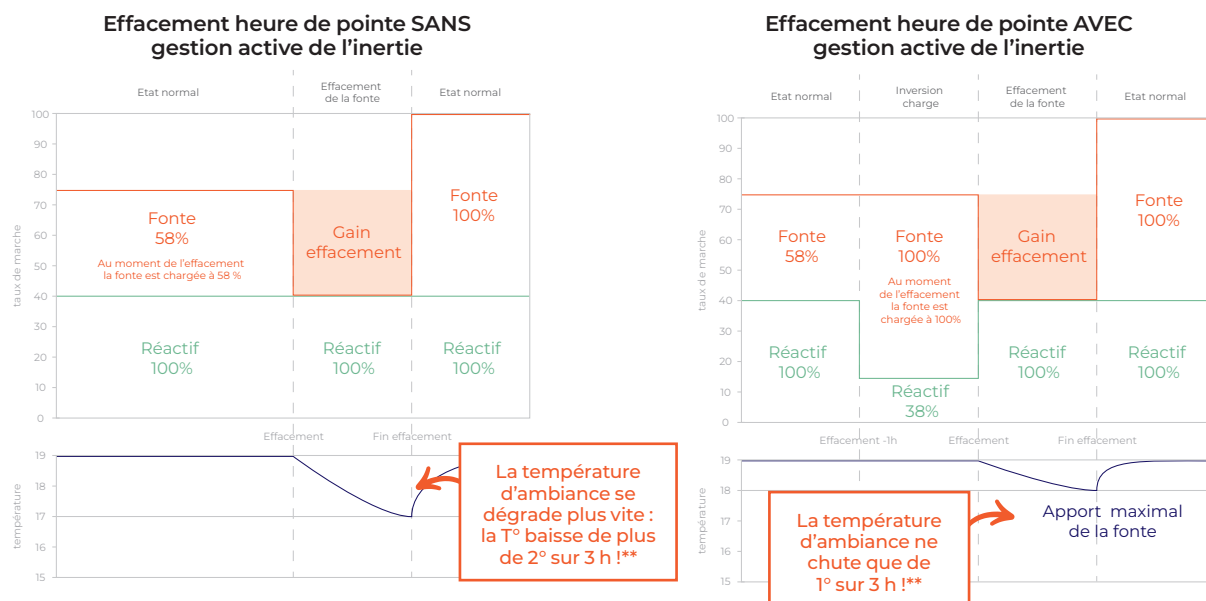 Effacement heure de pointe SANS
gestion active de l’inertie
Etat normal
Effacement
de la fonte
Etat normal
taux de marche
100
90
80
70
60
50
40
30
20
10
0
Fonte
58%
Au moment de l’effacement
la fonte est chargée à 58 %
Gain
effacement
Fonte
100%
Réactif
100%
Réactif
100%
Réactif
100%
Effacement
Fin effacement
température
19
18
17
16
15
La température
d’ambiance se
dégrade plus vite :
la T° baisse de plus
de 2° sur 3 h !**
Effacement heure de pointe AVEC
gestion active de l’inertie
Etat normal
Inversion
charge
Effacement
de la fonte
Etat normal
taux de marche
100
90
80
70
60
50
40
30
20
10
0
Fonte
58%
Fonte
100%
Au moment
de l’effacement
la fonte est
chargée à 100%
Gain
effacement
Fonte
100%
Réactif
100%
Réactif
38%
Réactif
100%
Réactif
100%
Effacement -1h
Effacement
Fin effacement
température
19
18
17
16
15
La température
d’ambiance ne
chute que de
1° sur 3 h !**
Apport maximal
de la fonte